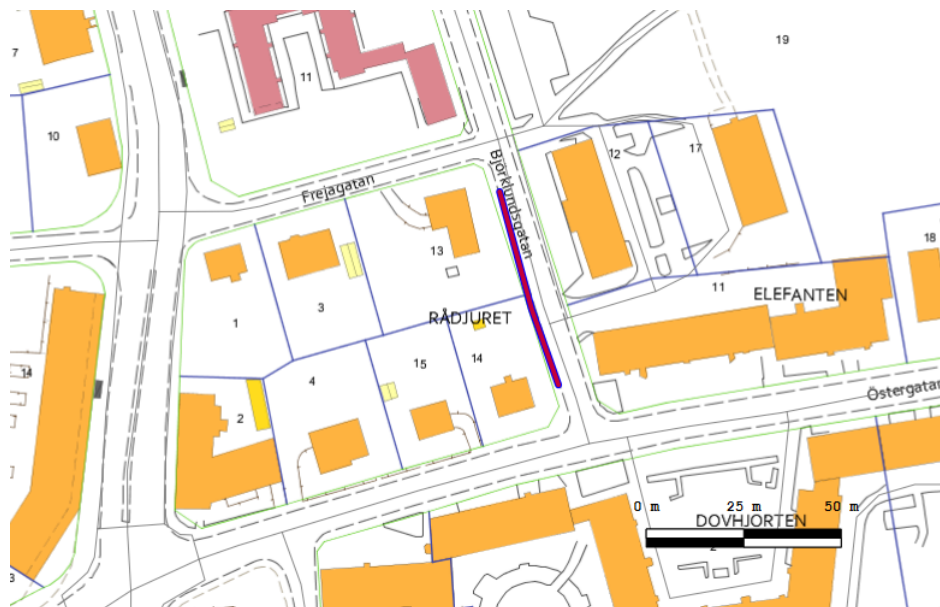 19
7
11
10
12
17
Björklundsgatan
Frejagatan
18
13
11
ELEFANTEN
3
RÅDJURET
1
15
14
4
14
2
Östergatan
0 m 25 m 50 m
DOVHJORTEN
2
3